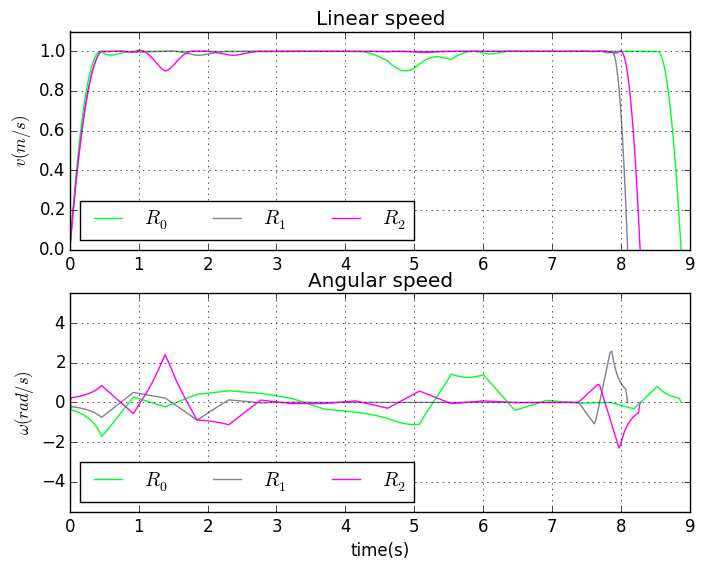 Linear speed
v(m/s)
1.0
0.8
0.6
0.4
0.2
0.0
R0 R1 R2
0 1 2 3 4 5 6 7 8 9
Angular speed
ω(rad/s)
4
2
0
−2
−4
R0 R1 R2
0 1 2 3 4 5 6 7 8 9
time(s)